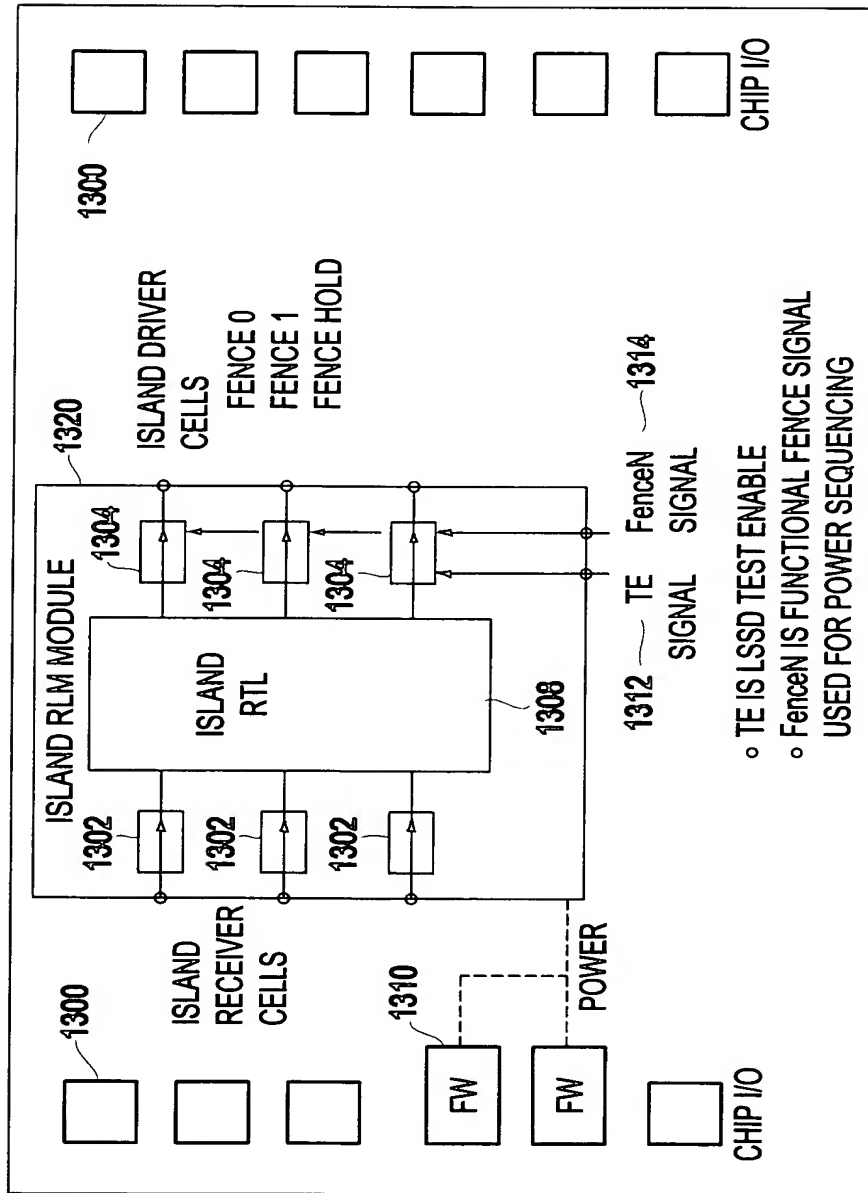 1300
1300
CHIP I/O
CHIP I/O
ISLAND
RECEIVER
CELLS
1310
FW
FW
POWER
ISLAND RLM MODULE
1320
1302
1302
1302
ISLAND
RTL
1308
1304
1304
1304
ISLAND DRIVER
CELLS
FENCE 0
FENCE 1
FENCE HOLD
1312
TE
SIGNAL
FenceN
SIGNAL
1314
TE IS LSSD TEST ENABLE
FenceN IS FUNCTIONAL FENCE SIGNAL
USED FOR POWER SEQUENCING